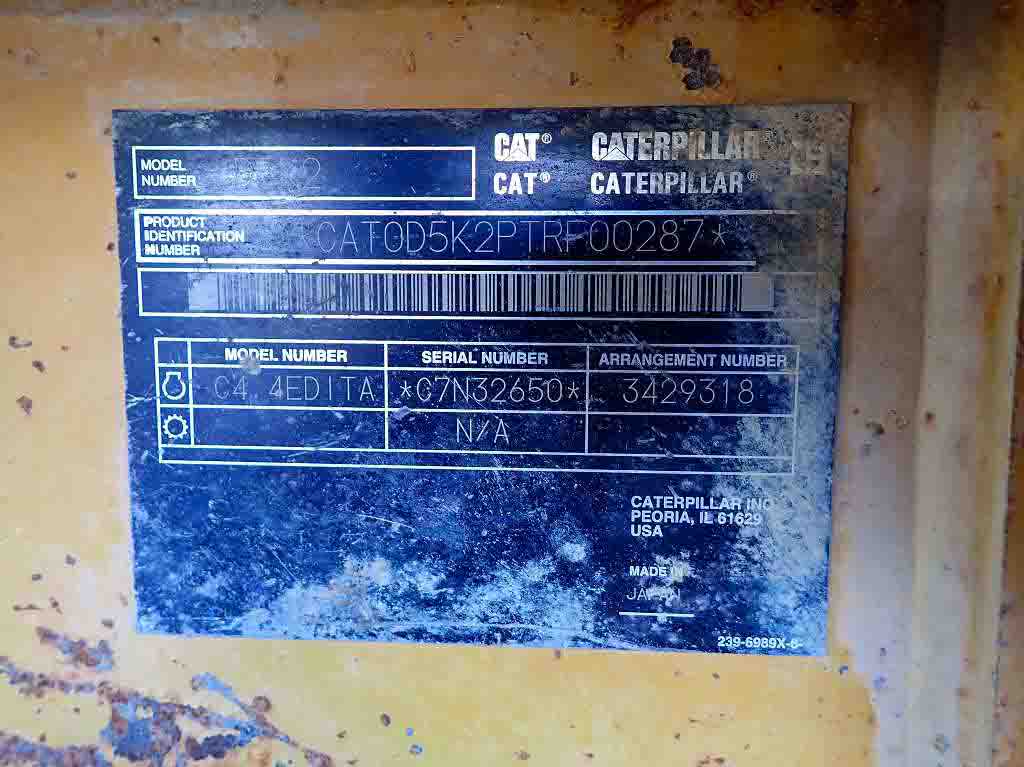 CAT® CATERPILLAR
CAT® CATERPILLAR®
MODEL
NUMBER
PRODUCT
IDENTIFICATION
NUMBER
CAT0D5K2PTRF00287*
MODEL NUMBER SERIAL NUMBER ARRANGEMENT NUMBER
C4.4EDITA *C7N32650* 3429318
N/A
CATERPILLAR INC
PEORIA, IL 61629
USA
MADE IN
JAPAN
239-6989X-6-